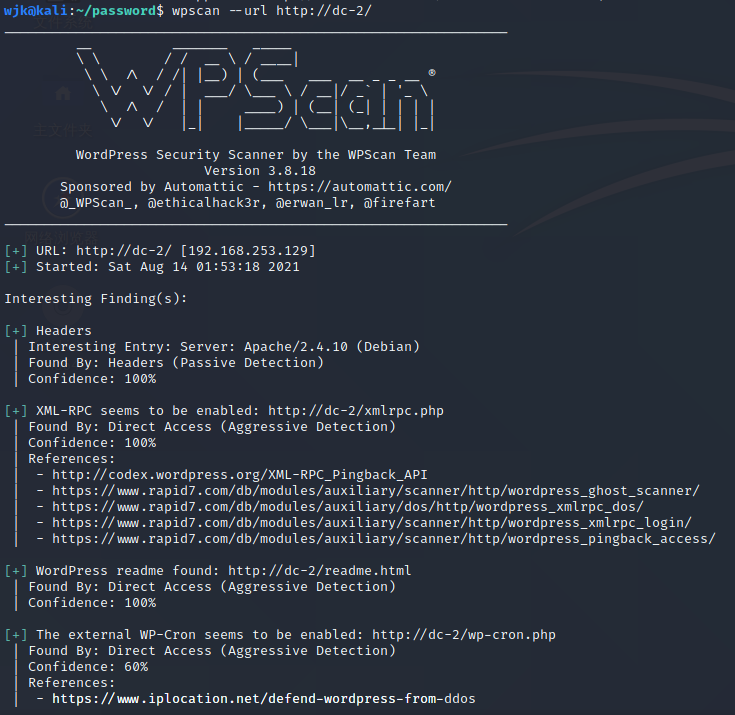 wjk@kali:~/password$ wpscan --url http://dc-2/
WPScan ®
WordPress Security Scanner by the WPScan Team
Version 3.8.18
Sponsored by Automattic - https://automattic.com/
@_WPScan_, @ethicalhack3r, @erwan_lr, @firefart
[+] URL: http://dc-2/ [192.168.253.129]
[+] Started: Sat Aug 14 01:53:18 2021
Interesting Finding(s):
[+] Headers
| Interesting Entry: Server: Apache/2.4.10 (Debian)
| Found By: Headers (Passive Detection)
| Confidence: 100%
[+] XML-RPC seems to be enabled: http://dc-2/xmlrpc.php
| Found By: Direct Access (Aggressive Detection)
| Confidence: 100%
| References:
|  - http://codex.wordpress.org/XML-RPC_Pingback_API
|  - https://www.rapid7.com/db/modules/auxiliary/scanner/http/wordpress_ghost_scanner/
|  - https://www.rapid7.com/db/modules/auxiliary/dos/http/wordpress_xmlrpc_dos/
|  - https://www.rapid7.com/db/modules/auxiliary/scanner/http/wordpress_xmlrpc_login/
|  - https://www.rapid7.com/db/modules/auxiliary/scanner/http/wordpress_pingback_access/
[+] WordPress readme found: http://dc-2/readme.html
| Found By: Direct Access (Aggressive Detection)
| Confidence: 100%
[+] The external WP-Cron seems to be enabled: http://dc-2/wp-cron.php
| Found By: Direct Access (Aggressive Detection)
| Confidence: 60%
| References:
|  - https://www.iplocation.net/defend-wordpress-from-ddos